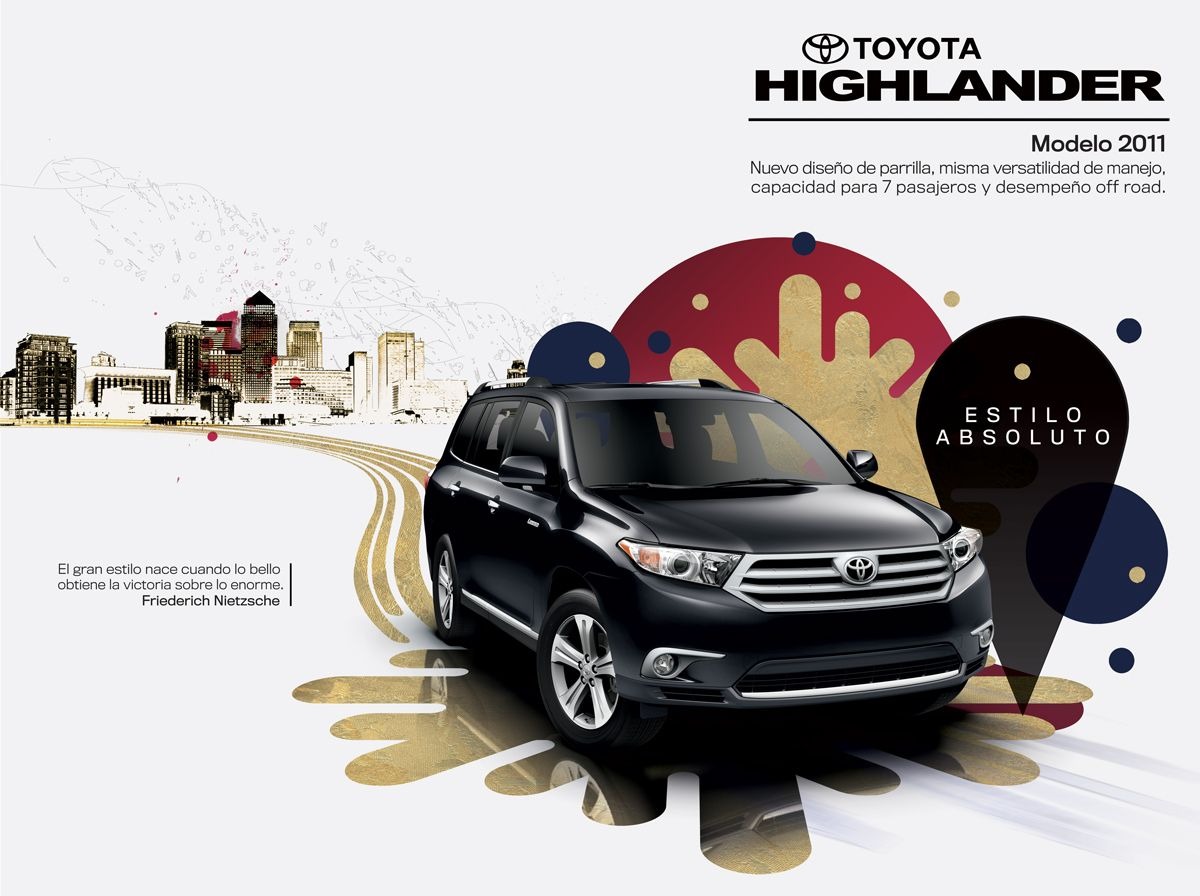 TOYOTA
HIGHLANDER
Modelo 2011
Nuevo diseño de parrilla, misma versatilidad de manejo,
capacidad para 7 pasajeros y desempeño off road.
ESTILO
ABSOLUTO
El gran estilo nace cuando lo bello
obtiene la victoria sobre lo enorme.
Friederich Nietzsche